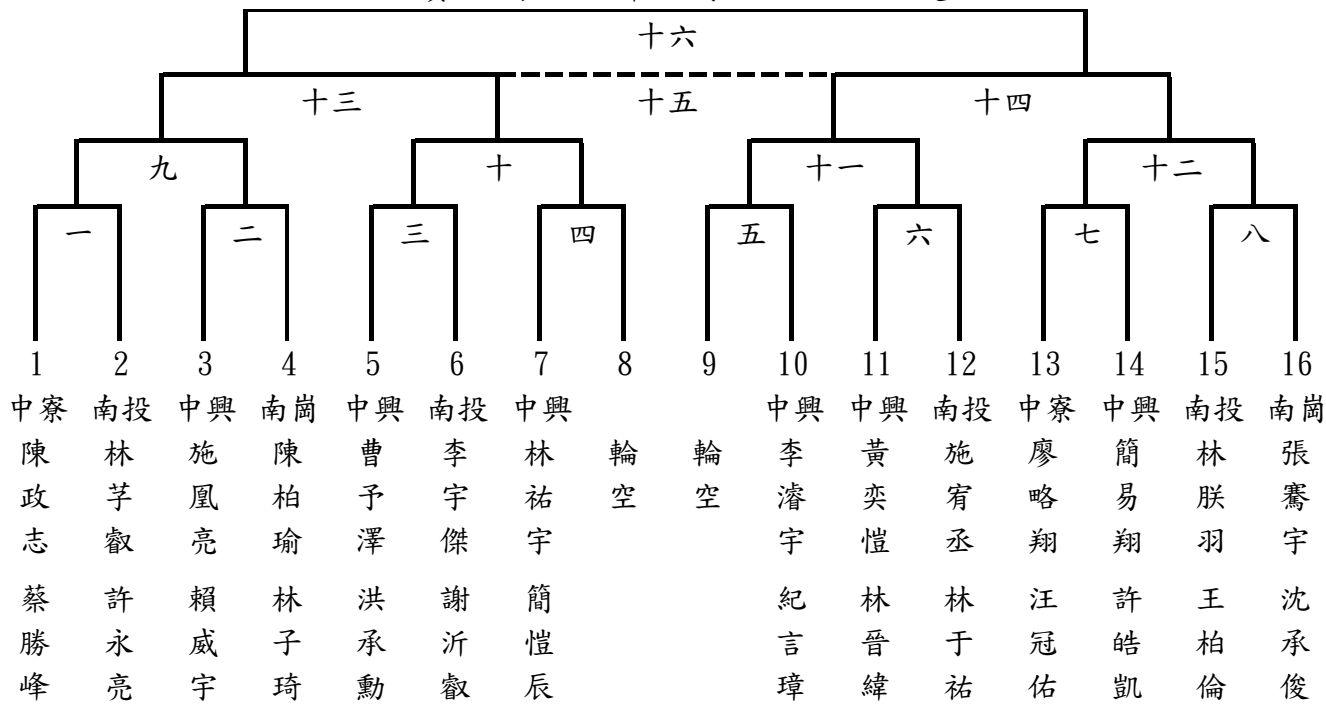 十六
十三 十五 十四
九 十 十一 十二
一 二 三 四 五 六 七 八
1 2 3 4 5 6 7 8 9 10 11 12 13 14 15 16
中寮 南投 中興 南崗 中興 南投 中興 中興 中興 南投 中寮 中興 南投 南崗
陳政志 林芓叡 施凰亮 陳柏瑜 曹予澤 李宇傑 林祐宇 輪空 輪空 李濬宇 黃奕愷 施宥丞 廖略翔 簡易翔 林朕羽 張騫宇
蔡勝峰 許永亮 賴威宇 林子琦 洪承勳 謝沂叡 簡愷辰 紀言璋 林晉緯 林于祐 汪冠佑 許皓凱 王柏倫 沈承俊